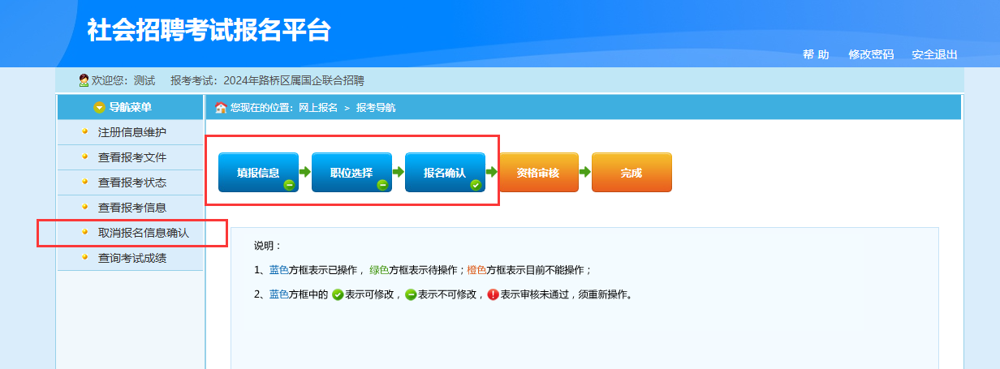 社会招聘考试报名平台
帮 助 修改密码 安全退出
欢迎您：测试 报考考试：2024年路桥区属国企联合招聘
导航菜单
您现在的位置：网上报名 > 报考导航
注册信息维护
查看报考文件
查看报考状态
查看报考信息
取消报名信息确认
查询考试成绩
填报信息 职位选择 报名确认 资格审核 完成
说明：
1、蓝色方框表示已操作，绿色方框表示待操作；橙色方框表示目前不能操作；
2、蓝色方框中的 表示可修改， 表示不可修改， 表示审核未通过，须重新操作。